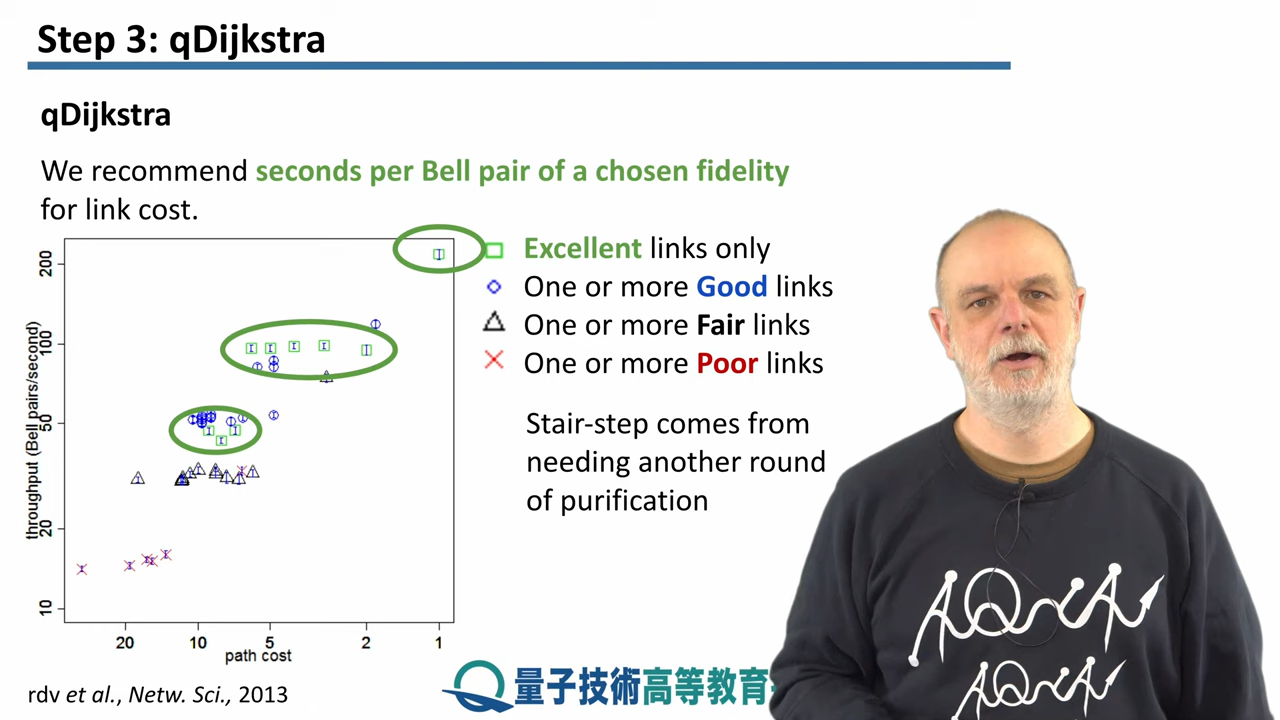 Step 3: qDijkstra
qDijkstra
We recommend seconds per Bell pair of a chosen fidelity
for link cost.
Excellent links only
One or more Good links
One or more Fair links
One or more Poor links
Stair-step comes from
needing another round
of purification
throughput (Bell pairs/second)
200
100
50
20
10
20
10
5
2
1
path cost
rdv et al., Netw. Sci., 2013
量子技術高等教育
AQUA
AQUA